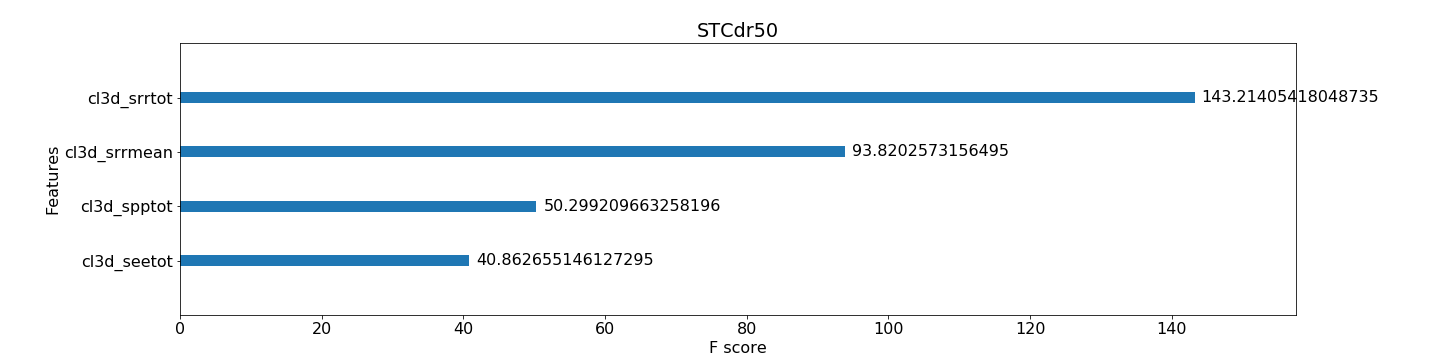 STCdr50
cl3d_srrtot
143.21405418048735
cl3d_srrmean
93.8202573156495
cl3d_spptot
50.299209663258196
cl3d_seetot
40.862655146127295
Features
0 20 40 60 80 100 120 140
F score